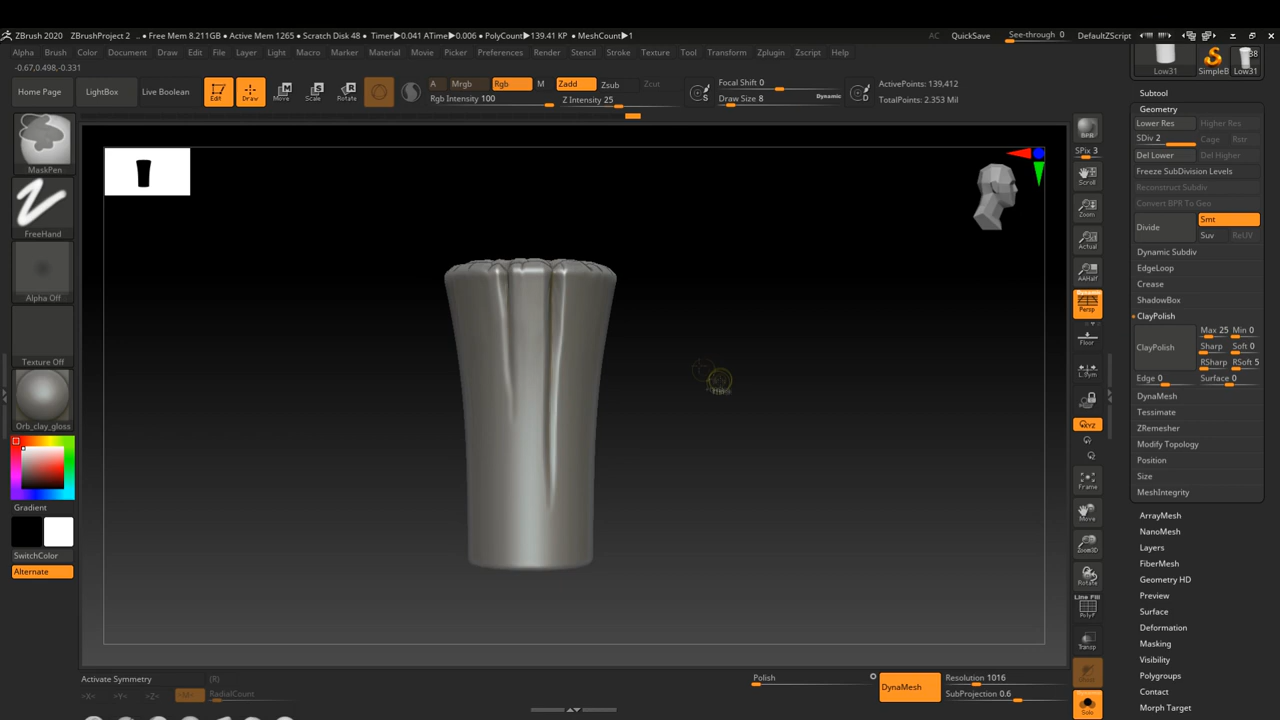 ZBrush 2020 ZBrushProject 2 .. • Free Mem 8.211GB • Active Mem 1265 • Scratch Disk 48 • Timer▶0.041 ATime▶0.006 • PolyCount▶139.41 KP • MeshCount▶1 AC QuickSave See-through 0 DefaultZScript
Alpha Brush Color Document Draw Edit File Layer Light Macro Marker Material Movie Picker Preferences Render Stencil Stroke Texture Tool Transform Zplugin Zscript Help
-0.67,0.498,-0.331
Home Page LightBox Live Boolean Edit Draw Move Scale Rotate
A Mrgb Rgb M Zadd Zsub Zcut
Rgb Intensity 100 Z Intensity 25
Focal Shift 0
Draw Size 8 Dynamic
S D
ActivePoints: 139,412
TotalPoints: 2.353 Mil
MaskPen
FreeHand
Alpha Off
Texture Off
Orb_clay_gloss
Gradient
SwitchColor
Alternate
BPR
SPix 3
Scroll
Zoom
Actual
AAHalf
Dynamic
Persp
Floor
L.Sym
XYZ
Frame
Move
Zoom3D
Rotate
Line Fill
PolyF
Transp
Solo
38
Low31 SimpleB Low31
Subtool
Geometry
Lower Res Higher Res
SDiv 2 Cage Rstr
Del Lower Del Higher
Freeze SubDivision Levels
Reconstruct Subdiv
Convert BPR To Geo
Divide Smt
Suv ReUV
Dynamic Subdiv
EdgeLoop
Crease
ShadowBox
ClayPolish
ClayPolish Max 25 Min 0
Sharp Soft 0
RSharp RSoft 5
Edge 0 Surface 0
DynaMesh
Tessimate
ZRemesher
Modify Topology
Position
Size
MeshIntegrity
ArrayMesh
NanoMesh
Layers
FiberMesh
Geometry HD
Preview
Surface
Deformation
Masking
Visibility
Polygroups
Contact
Morph Target
Activate Symmetry (R)
>X< >Y< >Z< >M< RadialCount
Polish
DynaMesh
Resolution 1016
SubProjection 0.6